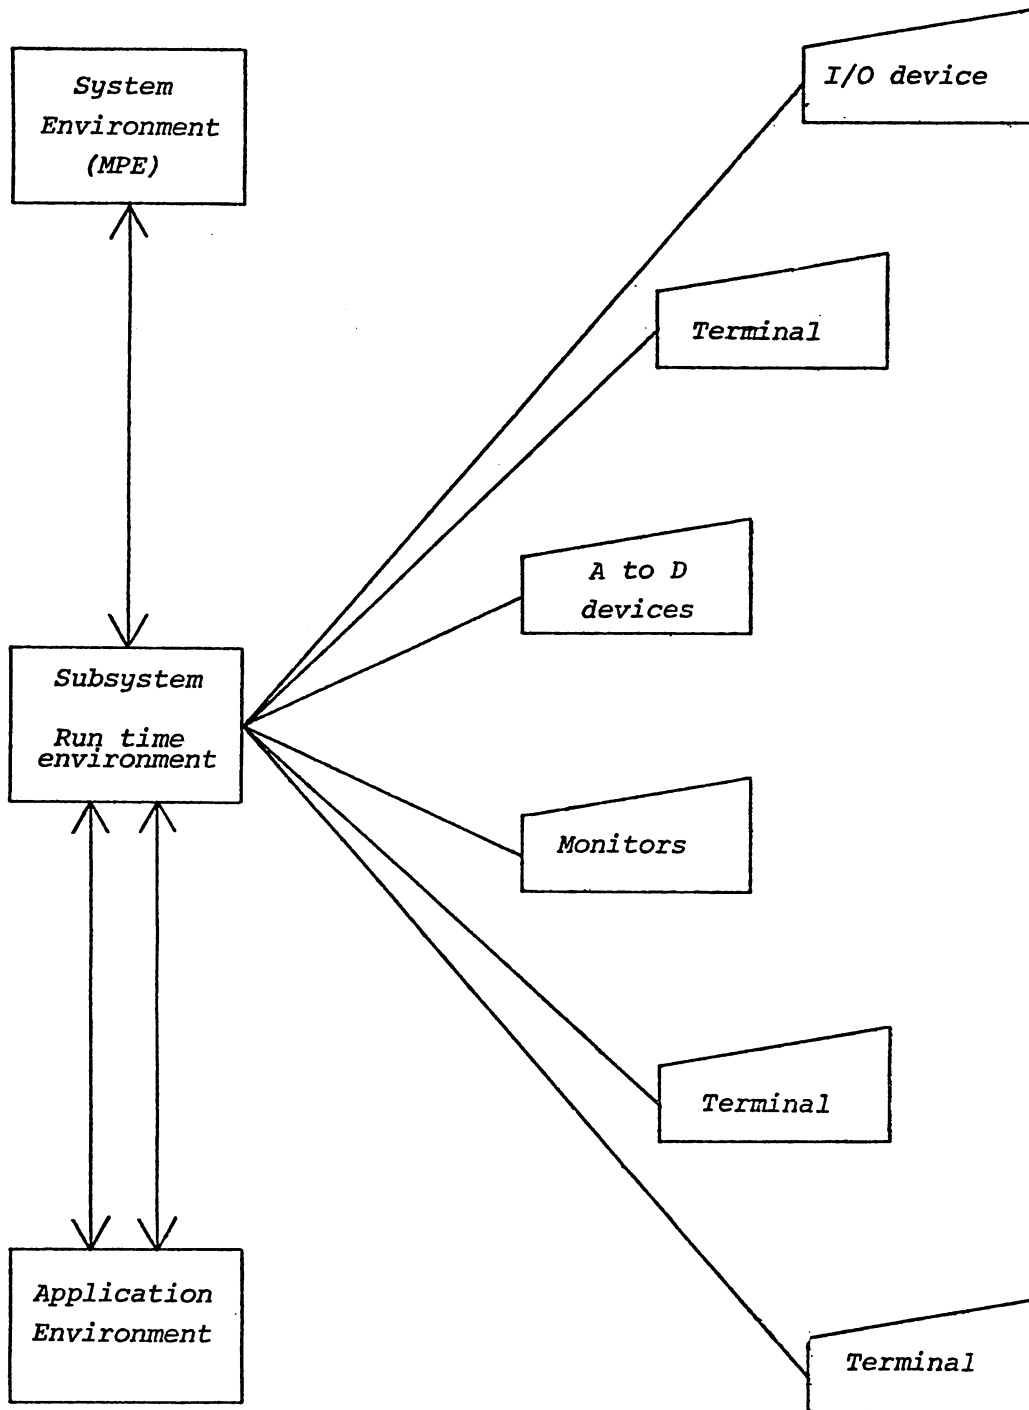 System
Environment
(MPE)
I/O device
Terminal
A to D
devices
Subsystem
Run time
environment
Monitors
Terminal
Application
Environment
Terminal